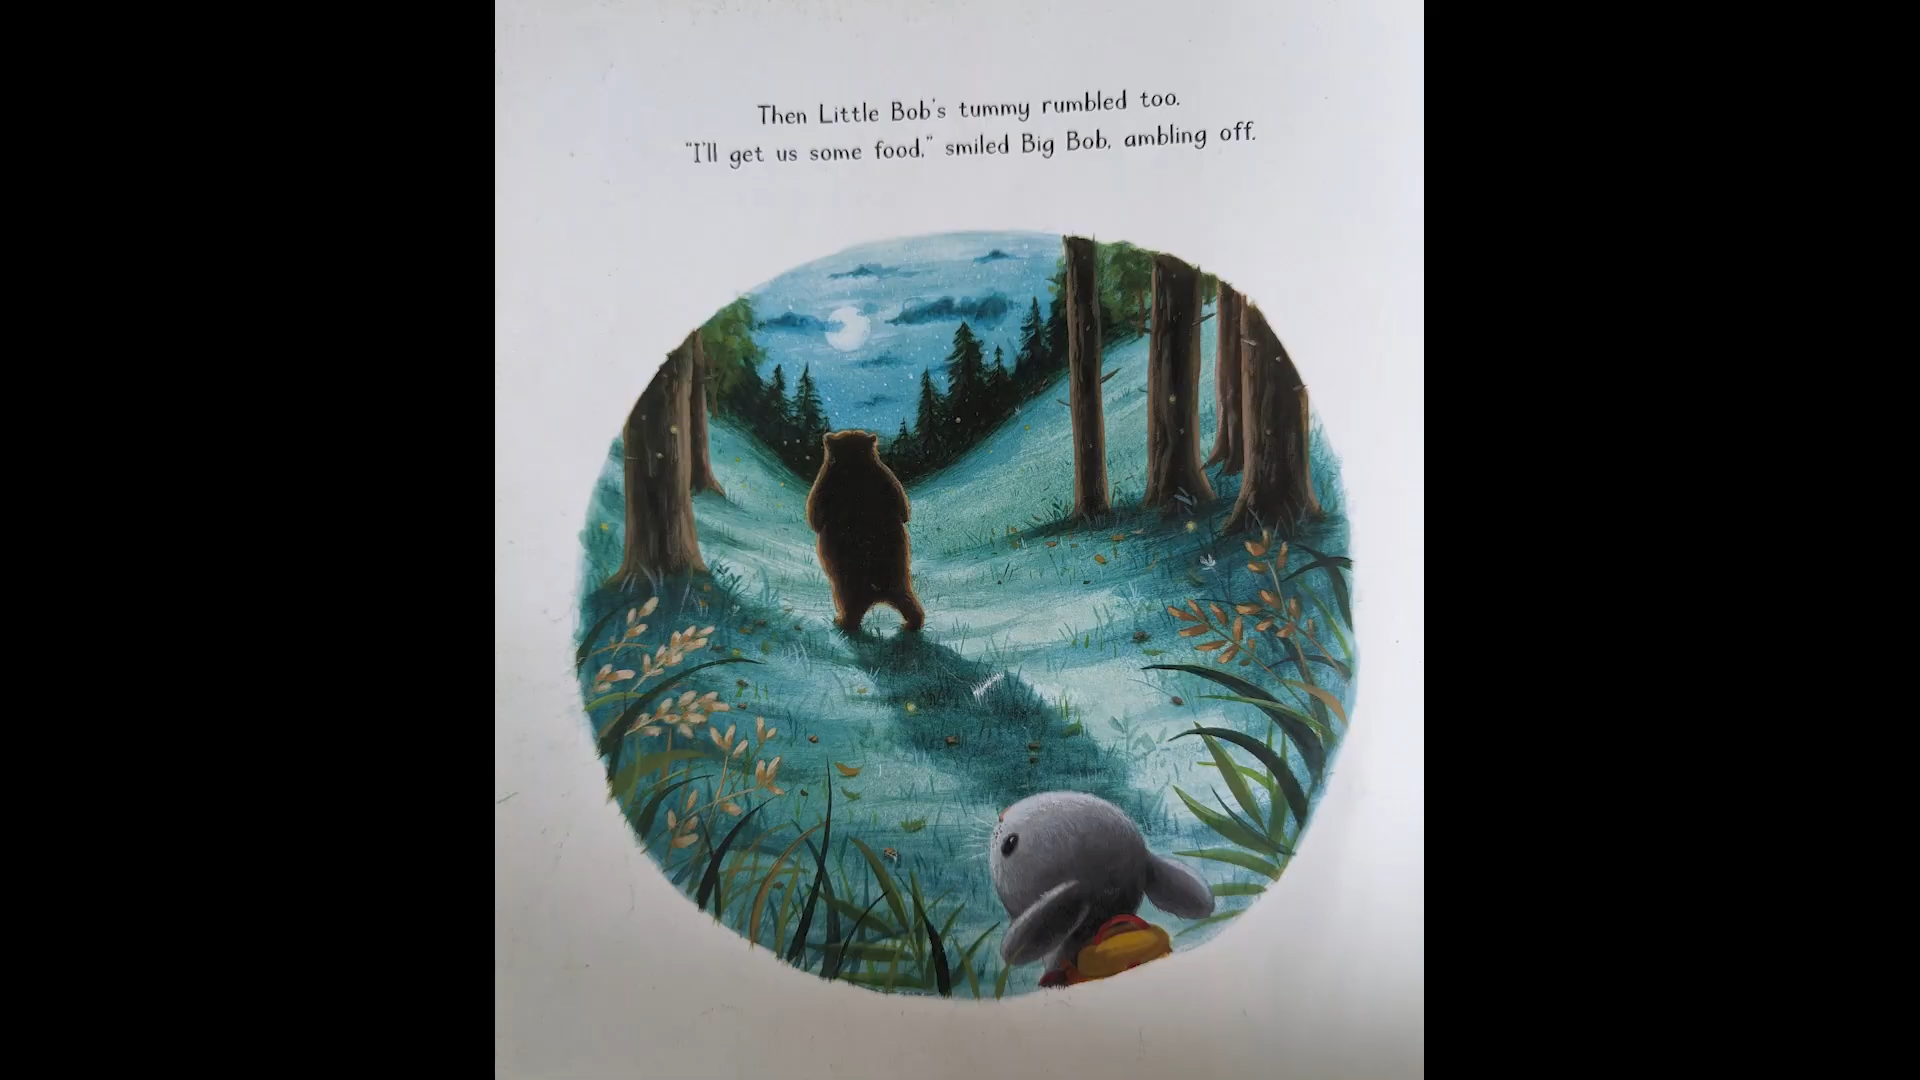 Then Little Bob's tummy rumbled too.
"I'll get us some food," smiled Big Bob, ambling off.